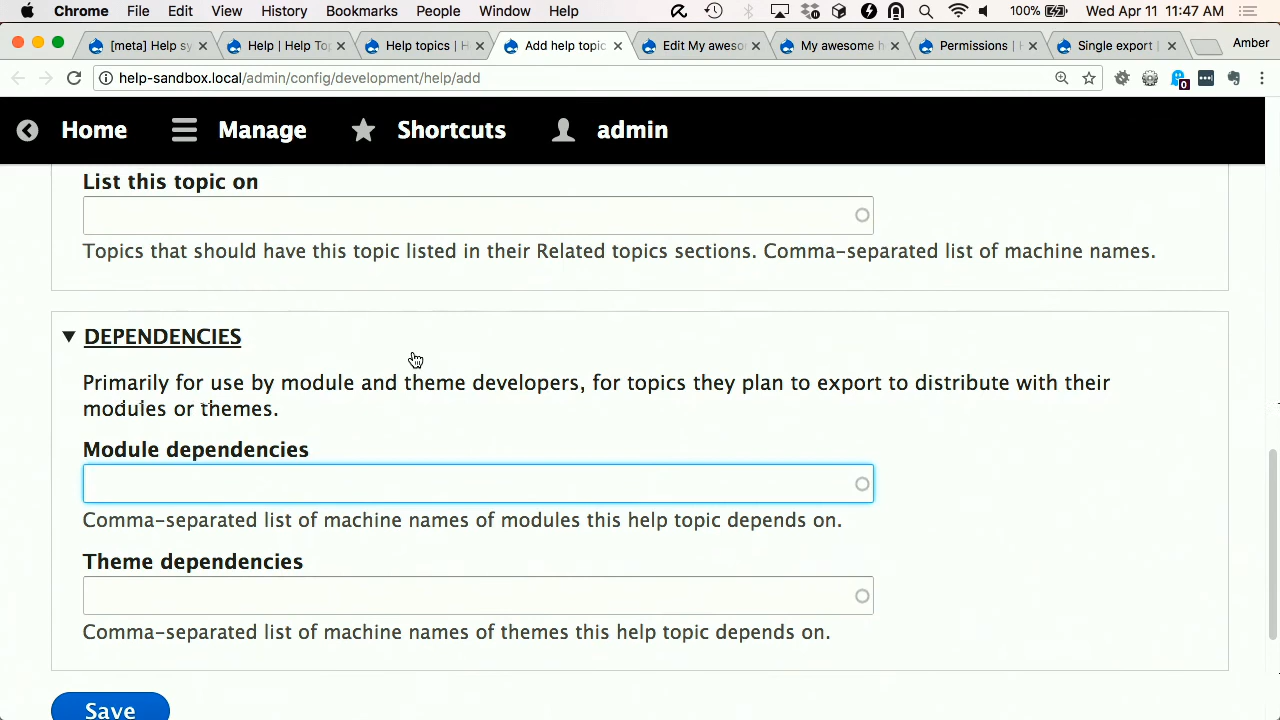 Chrome File Edit View History Bookmarks People Window Help 100% Wed Apr 11 11:47 AM
[meta] Help sy Help | Help To Help topics | H Add help topic Edit My aweso My awesome h Permissions | Single export | Amber
help-sandbox.local/admin/config/development/help/add 0
Home Manage Shortcuts admin
List this topic on
Topics that should have this topic listed in their Related topics sections. Comma-separated list of machine names.
DEPENDENCIES
Primarily for use by module and theme developers, for topics they plan to export to distribute with their
modules or themes.
Module dependencies
Comma-separated list of machine names of modules this help topic depends on.
Theme dependencies
Comma-separated list of machine names of themes this help topic depends on.
Save